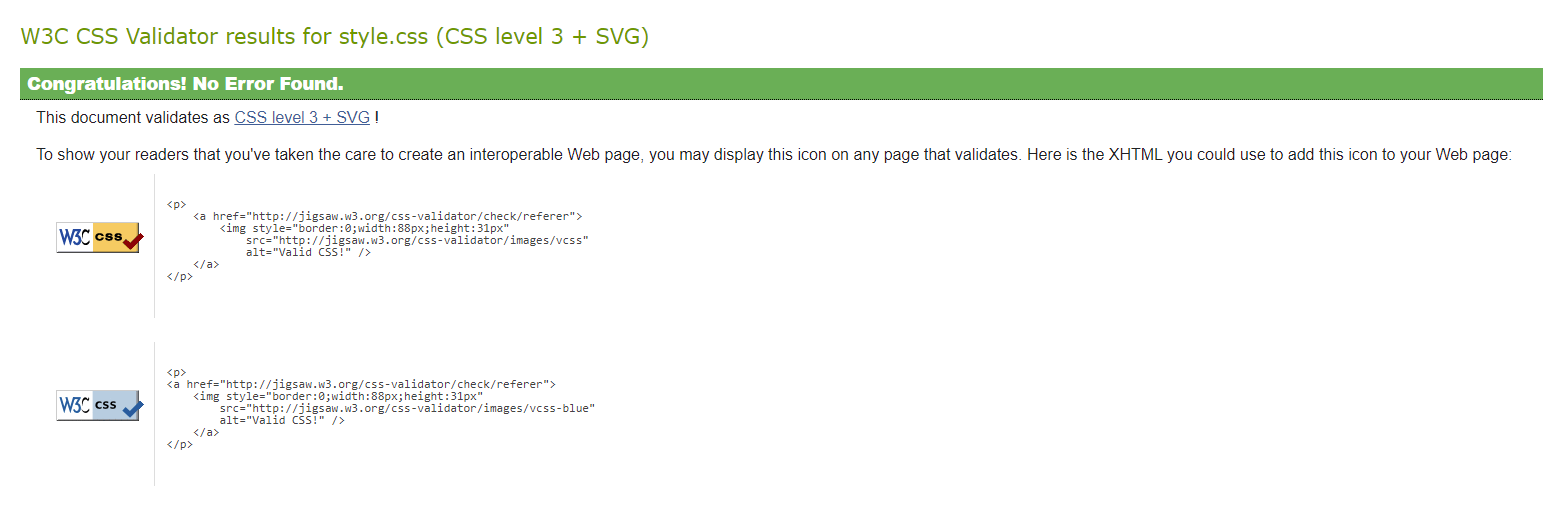 W3C CSS Validator results for style.css (CSS level 3 + SVG)
Congratulations! No Error Found.
This document validates as CSS level 3 + SVG !
To show your readers that you've taken the care to create an interoperable Web page, you may display this icon on any page that validates. Here is the XHTML you could use to add this icon to your Web page:
W3C css
<p>
<a href="http://jigsaw.w3.org/css-validator/check/referer">
<img style="border:0;width:88px;height:31px"
src="http://jigsaw.w3.org/css-validator/images/vcss"
alt="Valid CSS!" />
</a>
</p>
W3C css
<p>
<a href="http://jigsaw.w3.org/css-validator/check/referer">
<img style="border:0;width:88px;height:31px"
src="http://jigsaw.w3.org/css-validator/images/vcss-blue"
alt="Valid CSS!" />
</a>
</p>